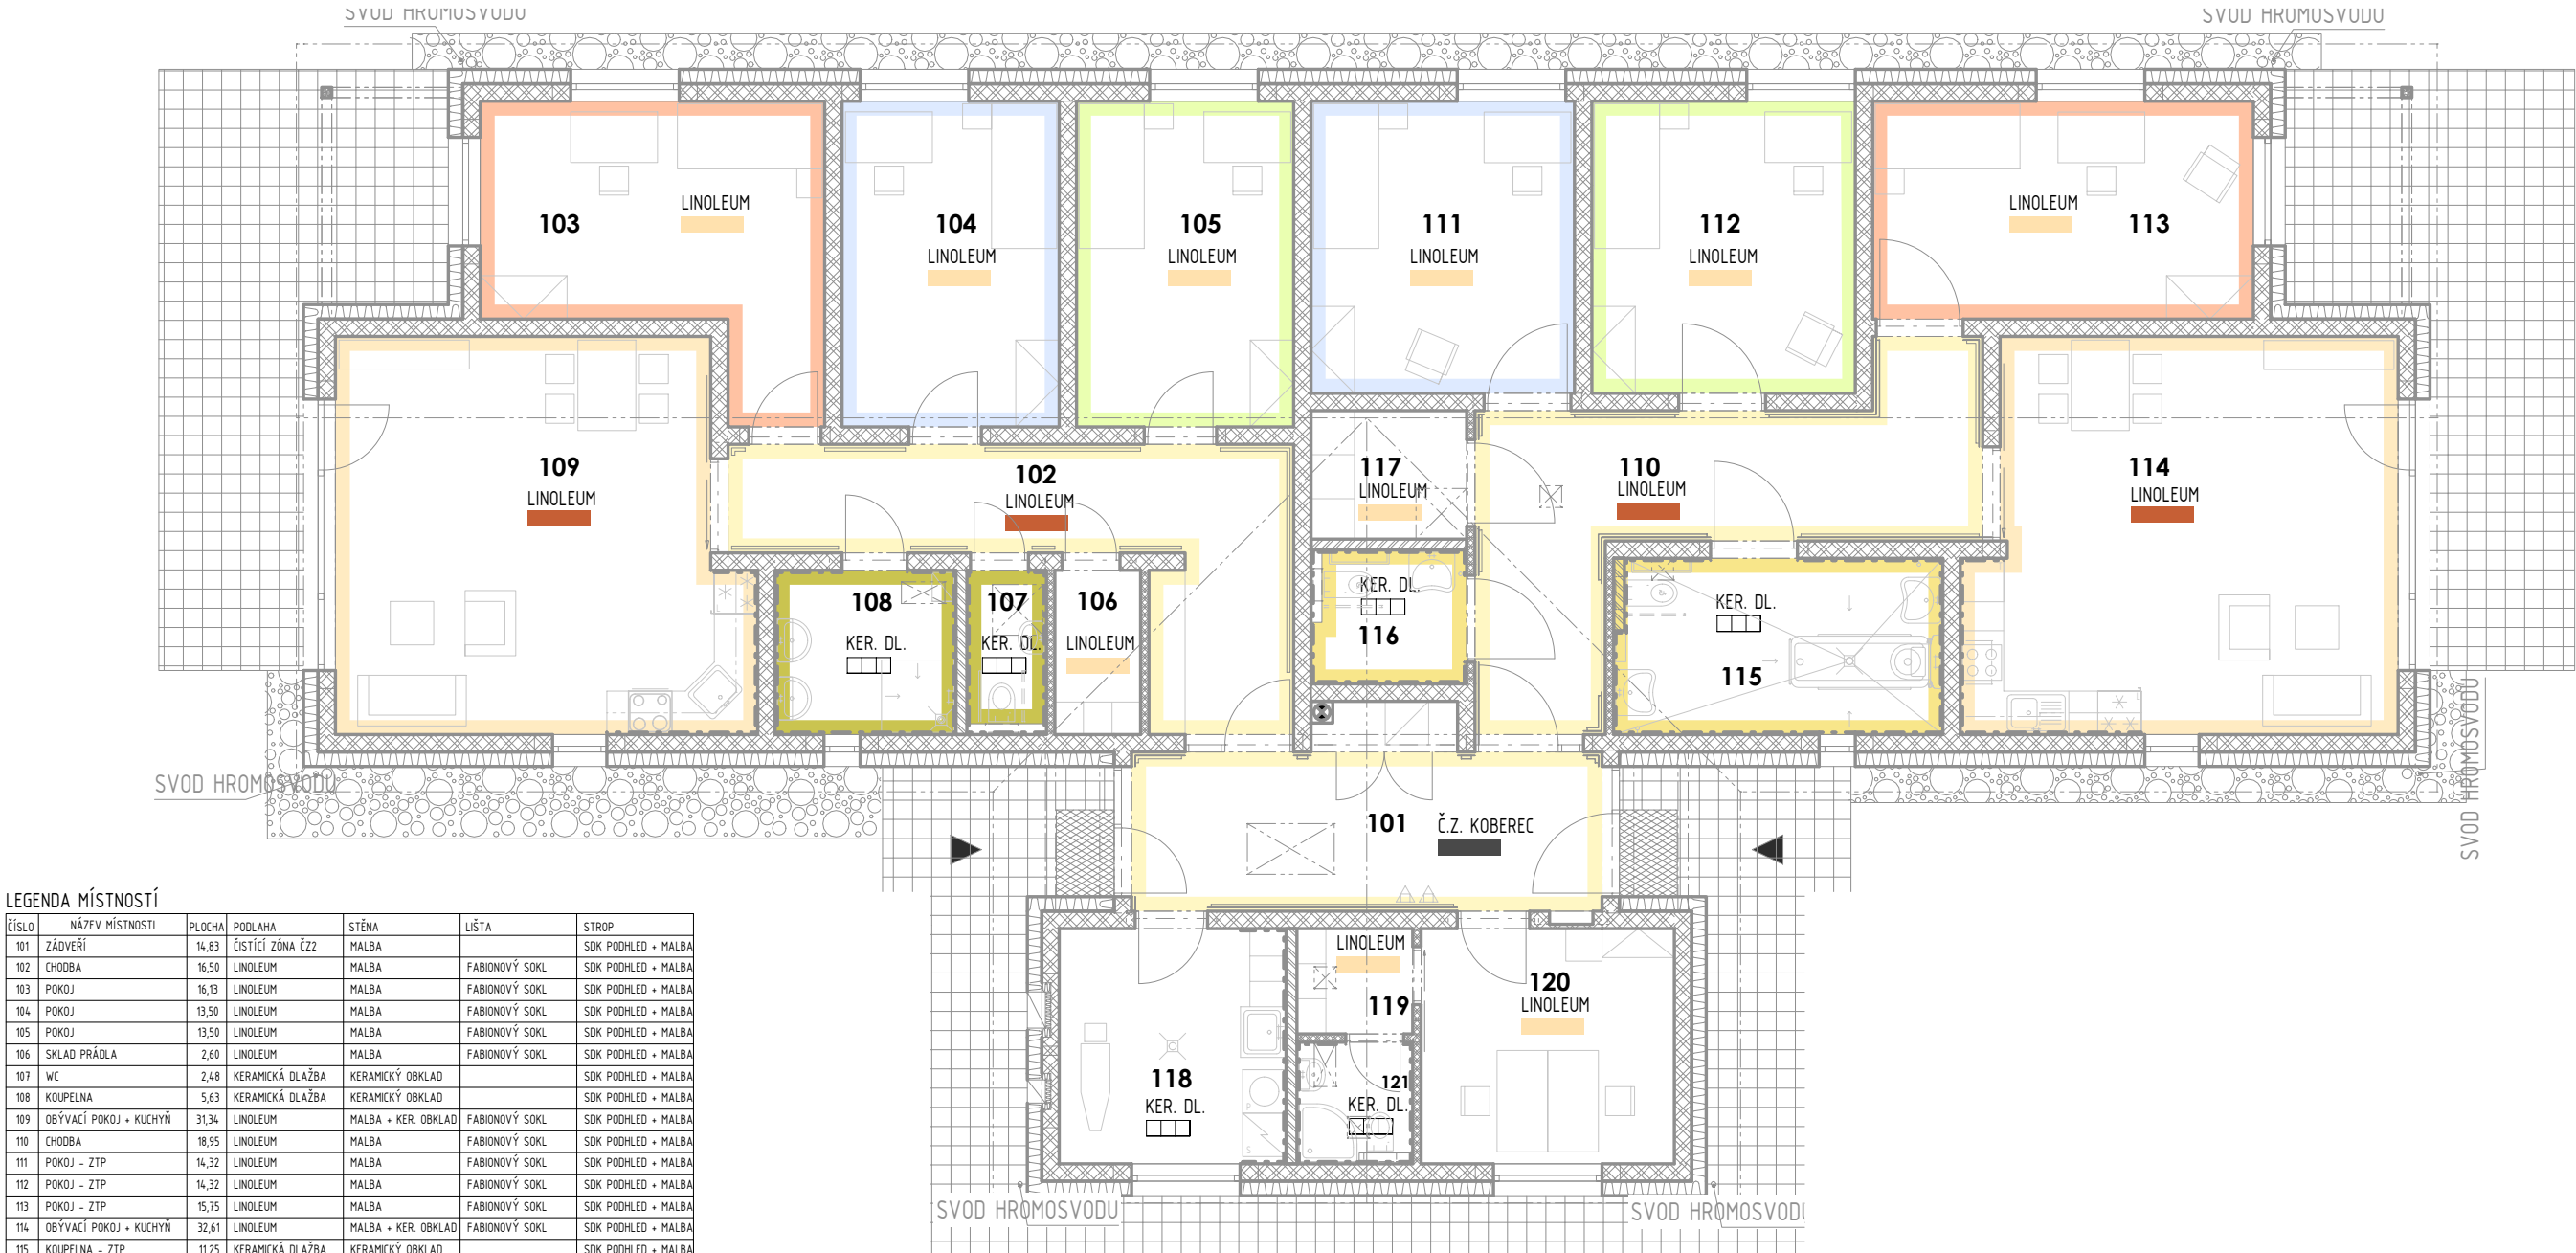 SVOD HROMOSVODU
SVOD HROMOSVODU
103
LINOLEUM
104
LINOLEUM
105
LINOLEUM
111
LINOLEUM
112
LINOLEUM
LINOLEUM
113
109
LINOLEUM
102
LINOLEUM
117
LINOLEUM
110
LINOLEUM
114
LINOLEUM
108
KER. DL.
107
KER. DL.
106
LINOLEUM
KER. DL.
116
KER. DL.
115
SVOD HROMOSVODU
SVOD HROMOSVODU
101
Č.Z. KOBEREC
LINOLEUM
119
120
LINOLEUM
118
KER. DL.
121
KER. DL.
SVOD HROMOSVODU
SVOD HROMOSVODU
LEGENDA MÍSTNOSTÍ
ČÍSLO NÁZEV MÍSTNOSTI PLOCHA PODLAHA STĚNA LIŠTA STROP
101 ZÁDVEŘÍ 14,83 ČISTÍCÍ ZÓNA ČZ2 MALBA SDK PODHLED + MALBA
102 CHODBA 16,50 LINOLEUM MALBA FABIONOVÝ SOKL SDK PODHLED + MALBA
103 POKOJ 16,13 LINOLEUM MALBA FABIONOVÝ SOKL SDK PODHLED + MALBA
104 POKOJ 13,50 LINOLEUM MALBA FABIONOVÝ SOKL SDK PODHLED + MALBA
105 POKOJ 13,50 LINOLEUM MALBA FABIONOVÝ SOKL SDK PODHLED + MALBA
106 SKLAD PRÁDLA 2,60 LINOLEUM MALBA FABIONOVÝ SOKL SDK PODHLED + MALBA
107 WC 2,48 KERAMICKÁ DLAŽBA KERAMICKÝ OBKLAD SDK PODHLED + MALBA
108 KOUPELNA 5,63 KERAMICKÁ DLAŽBA KERAMICKÝ OBKLAD SDK PODHLED + MALBA
109 OBÝVACÍ POKOJ + KUCHYŇ 31,34 LINOLEUM MALBA + KER. OBKLAD FABIONOVÝ SOKL SDK PODHLED + MALBA
110 CHODBA 18,95 LINOLEUM MALBA FABIONOVÝ SOKL SDK PODHLED + MALBA
111 POKOJ - ZTP 14,32 LINOLEUM MALBA FABIONOVÝ SOKL SDK PODHLED + MALBA
112 POKOJ - ZTP 14,32 LINOLEUM MALBA FABIONOVÝ SOKL SDK PODHLED + MALBA
113 POKOJ - ZTP 15,75 LINOLEUM MALBA FABIONOVÝ SOKL SDK PODHLED + MALBA
114 OBÝVACÍ POKOJ + KUCHYŇ 32,61 LINOLEUM MALBA + KER. OBKLAD FABIONOVÝ SOKL SDK PODHLED + MALBA
115 KOUPELNA - ZTP 11,25 KERAMICKÁ DLAŽBA KERAMICKÝ OBKLAD SDK PODHLED + MALBA